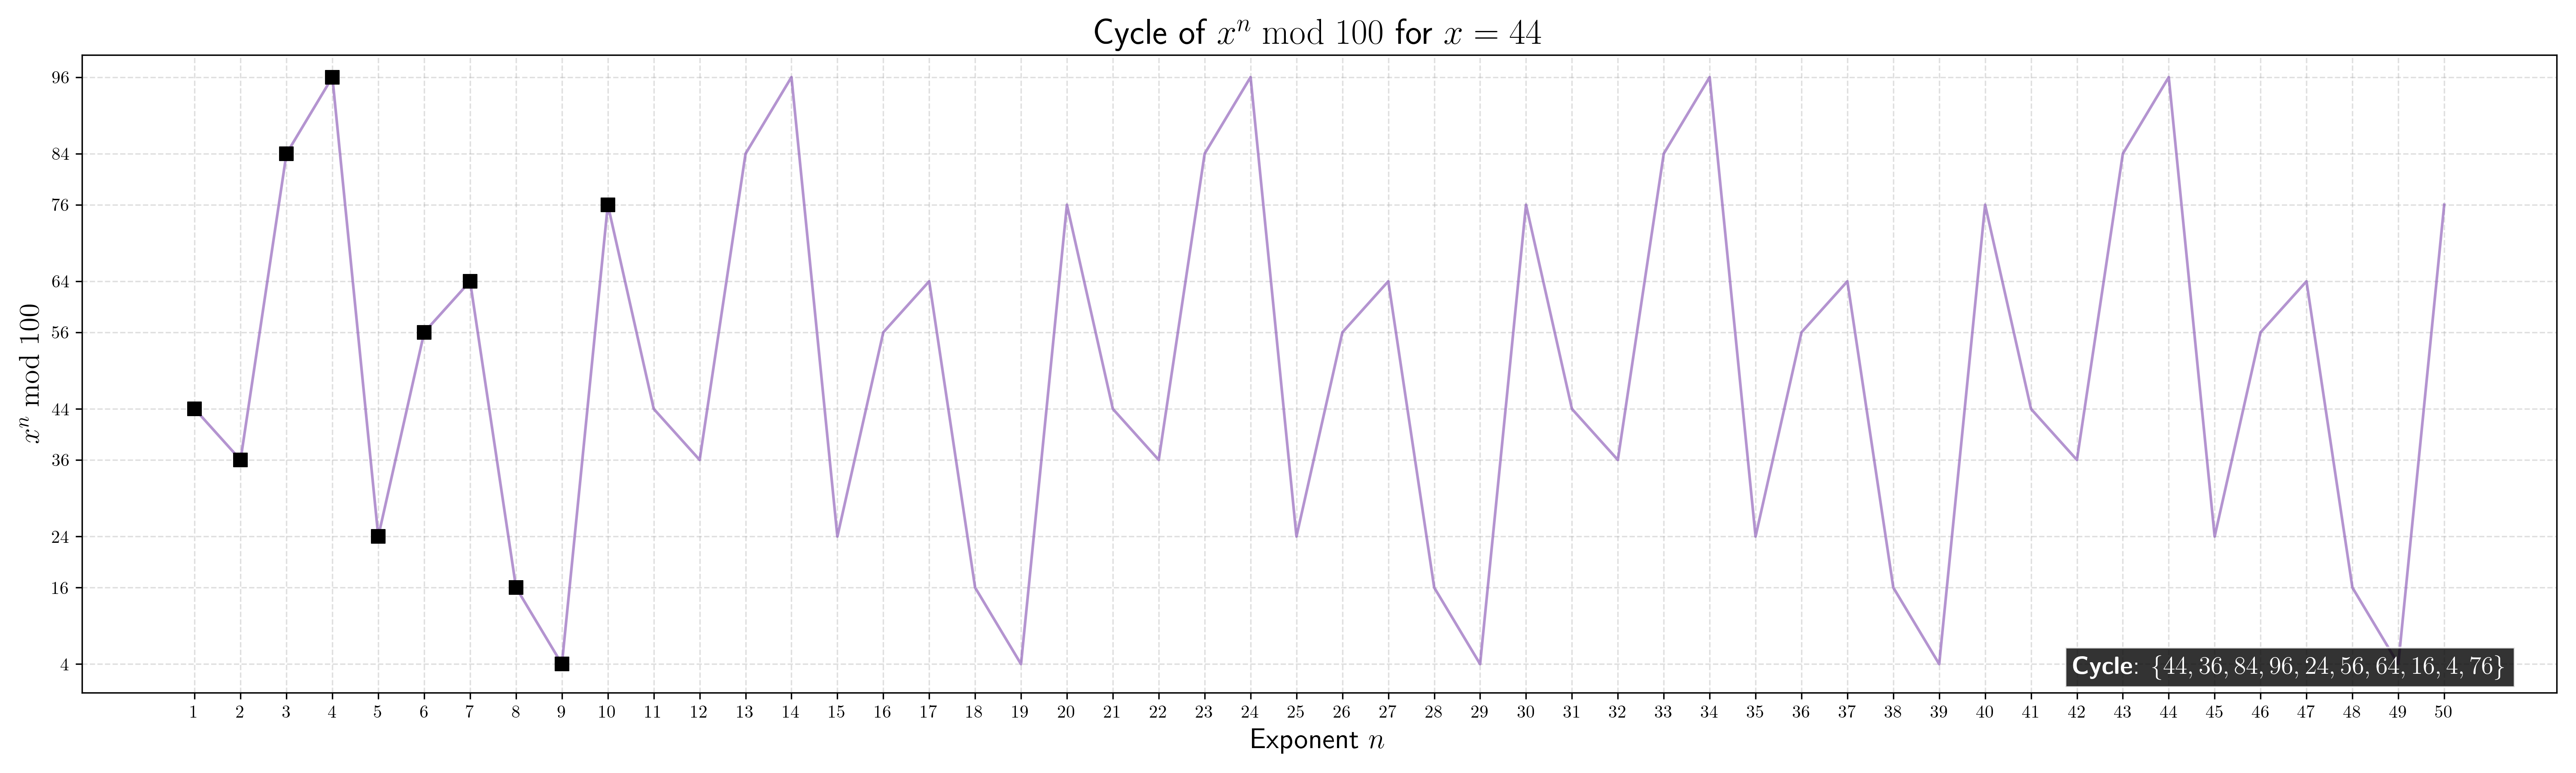 Cycle of $x^n$ mod 100 for $x = 44$
96
84
76
64
56
44
36
24
16
4
$x^n$ mod 100
Cycle: {44, 36, 84, 96, 24, 56, 64, 16, 4, 76}
1 2 3 4 5 6 7 8 9 10 11 12 13 14 15 16 17 18 19 20 21 22 23 24 25 26 27 28 29 30 31 32 33 34 35 36 37 38 39 40 41 42 43 44 45 46 47 48 49 50
Exponent $n$